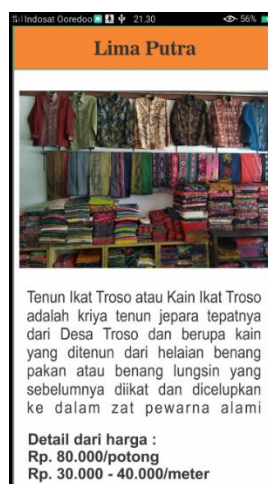 Indosat Ooredoo 21.30 56%
Lima Putra
Tenun Ikat Troso atau Kain Ikat Troso
adalah kriya tenun jepara tepatnya
dari Desa Troso dan berupa kain
yang ditenun dari helaian benang
pakan atau benang lungsin yang
sebelumnya diikat dan dicelupkan
ke dalam zat pewarna alami
Detail dari harga :
Rp. 80.000/potong
Rp. 30.000 - 40.000/meter